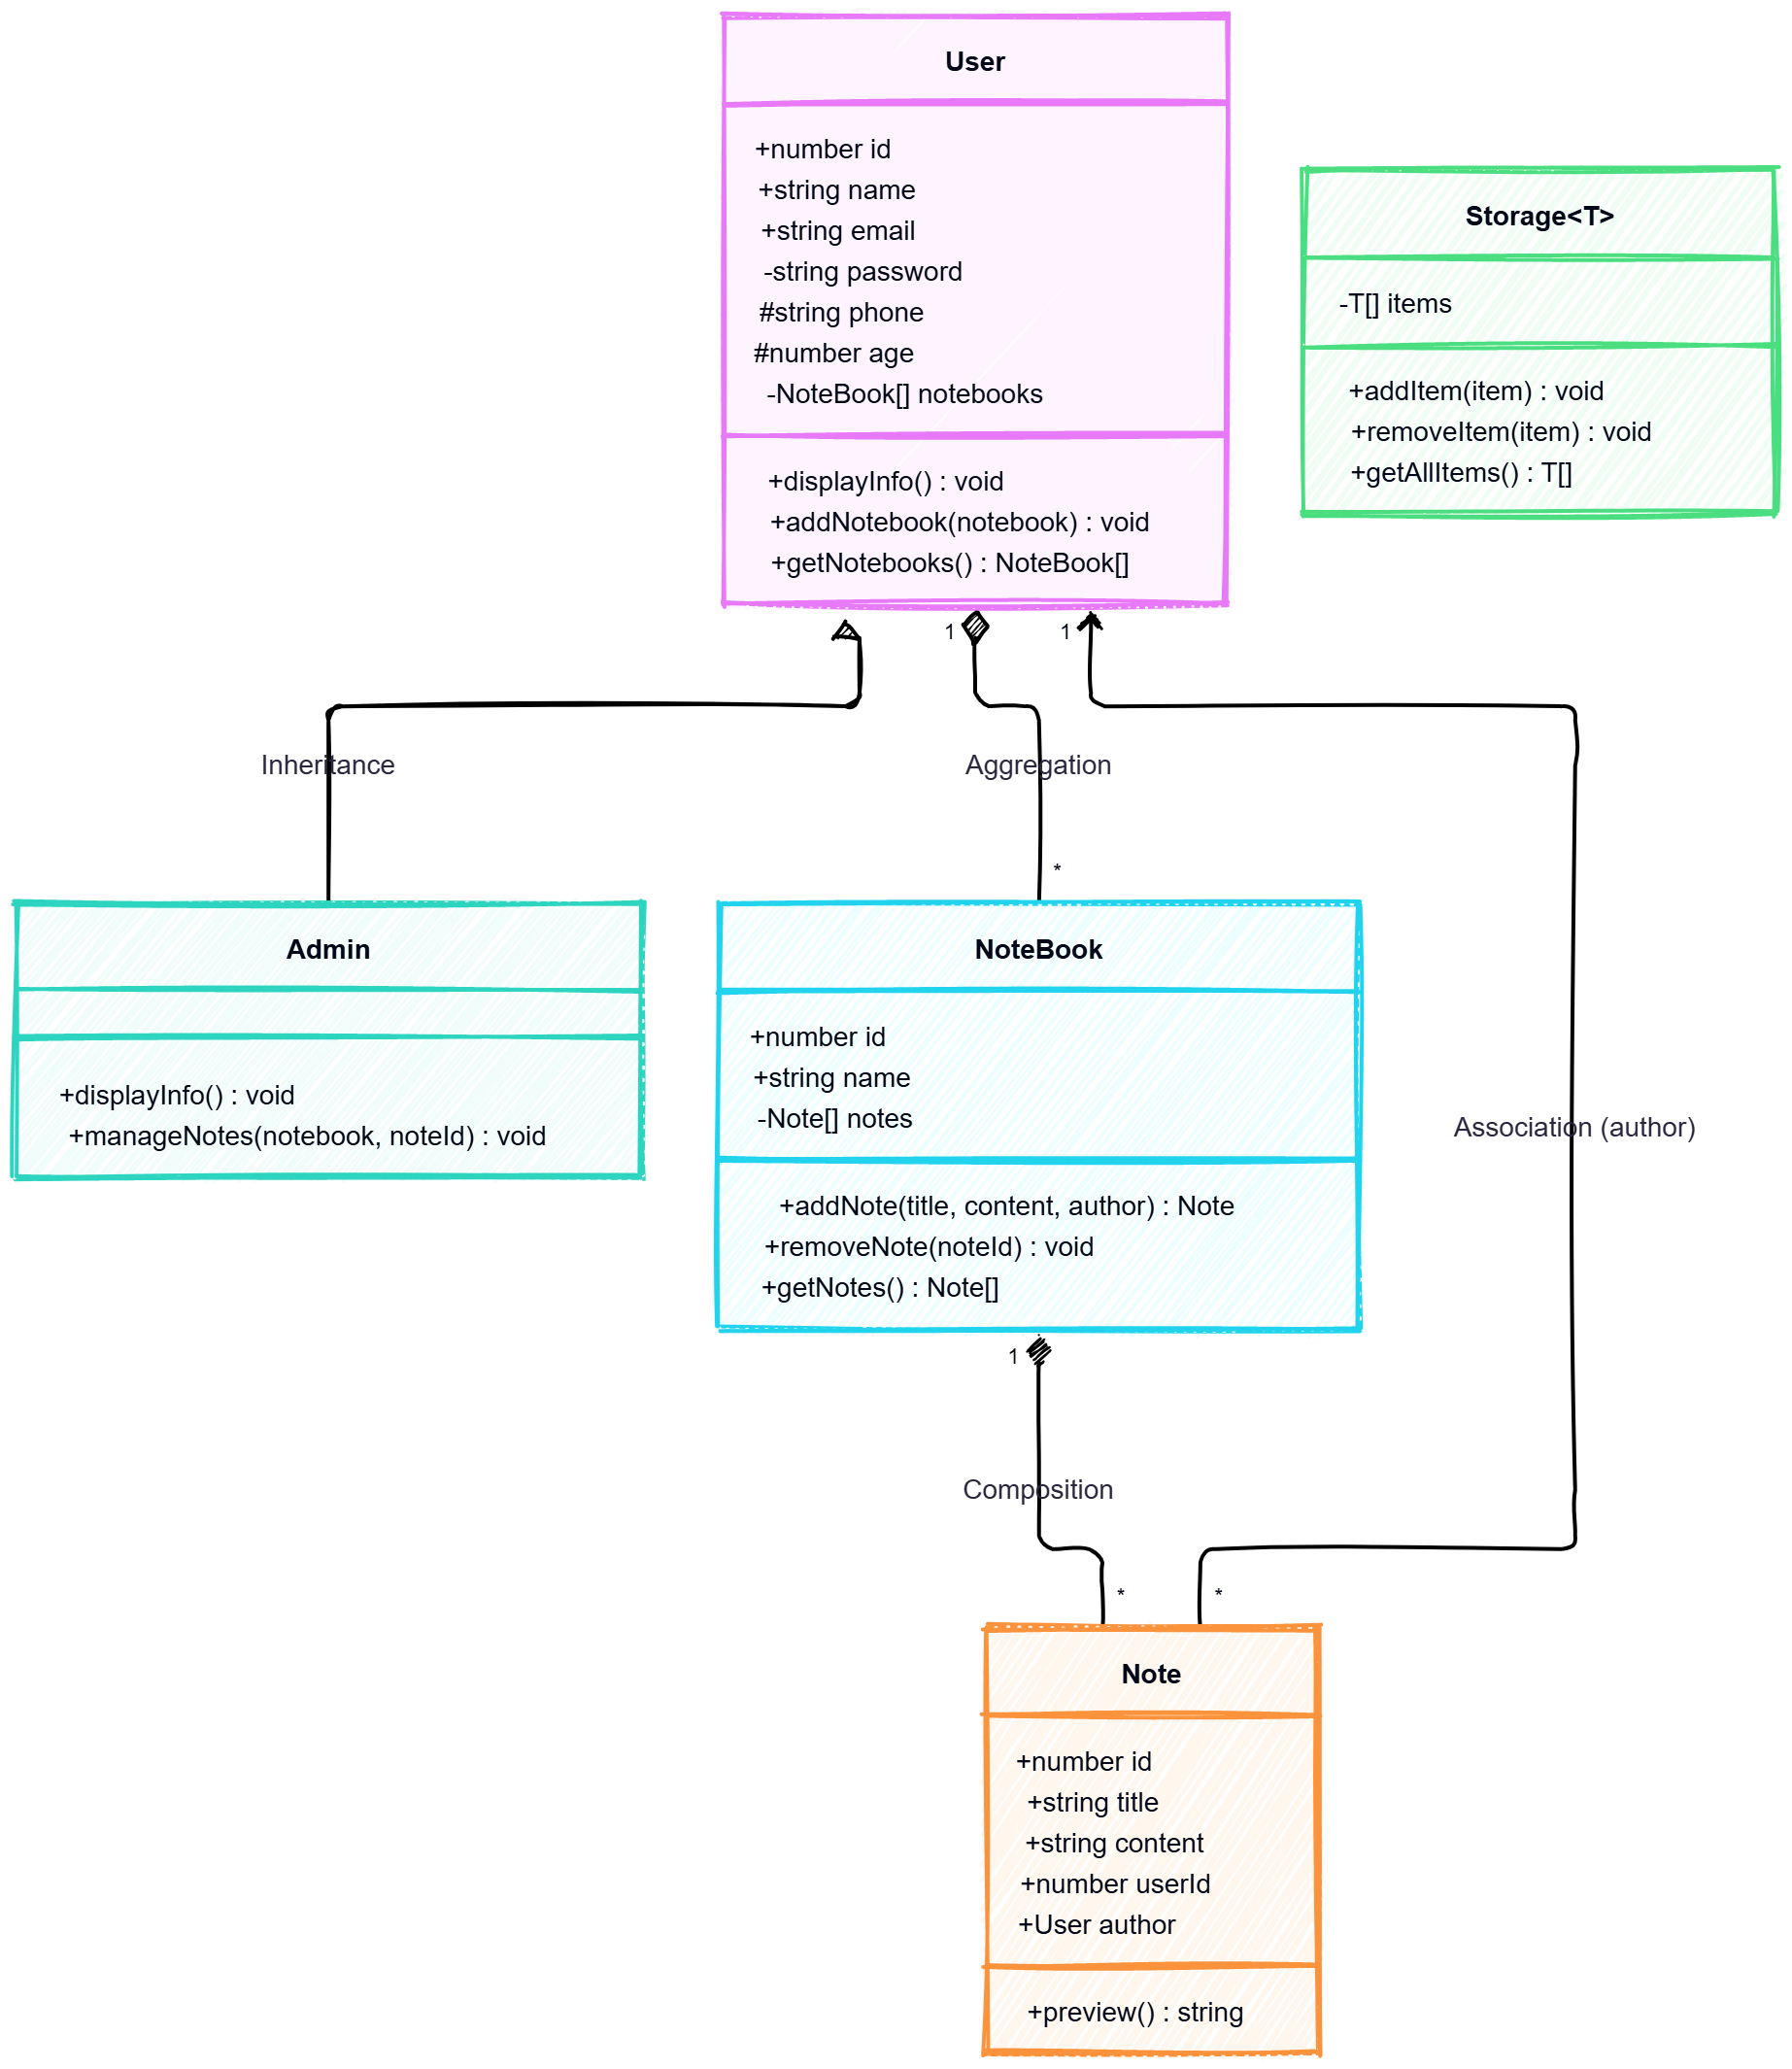 User
+number id
+string name
+string email
-string password
#string phone
#number age
-NoteBook[] notebooks
+displayInfo() : void
+addNotebook(notebook) : void
+getNotebooks() : NoteBook[]
Storage<T>
-T[] items
+addItem(item) : void
+removeItem(item) : void
+getAllItems() : T[]
1
1
Inheritance
Aggregation
*
Admin
+displayInfo() : void
+manageNotes(notebook, noteId) : void
NoteBook
+number id
+string name
-Note[] notes
+addNote(title, content, author) : Note
+removeNote(noteId) : void
+getNotes() : Note[]
Association (author)
1
Composition
*
*
Note
+number id
+string title
+string content
+number userId
+User author
+preview() : string